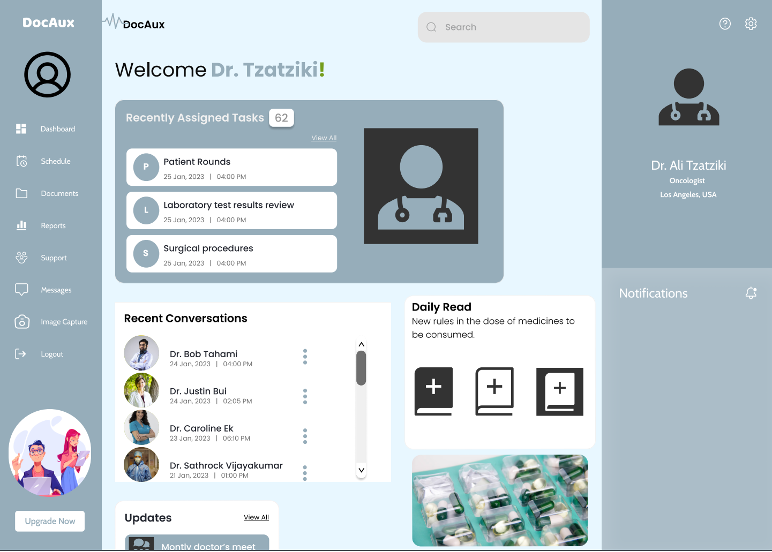 DocAux
DocAux
Search
Welcome Dr. Tzatziki!
Dashboard
Schedule
Documents
Reports
Support
Messages
Image Capture
Logout
Upgrade Now
Recently Assigned Tasks 62
View All
P
Patient Rounds
25 Jan, 2023 | 04:00 PM
L
Laboratory test results review
25 Jan, 2023 | 04:00 PM
S
Surgical procedures
25 Jan, 2023 | 04:00 PM
Recent Conversations
Dr. Bob Tahami
24 Jan, 2023 | 04:00 PM
Dr. Justin Bui
24 Jan, 2023 | 02:05 PM
Dr. Caroline Ek
23 Jan, 2023 | 05:10 PM
Dr. Sathrock Vijayakumar
21 Jan, 2023 | 01:00 PM
Daily Read
New rules in the dose of medicines to
be consumed.
Updates
View All
Montly doctor's meet
Dr. Ali Tzatziki
Oncologist
Los Angeles, USA
Notifications